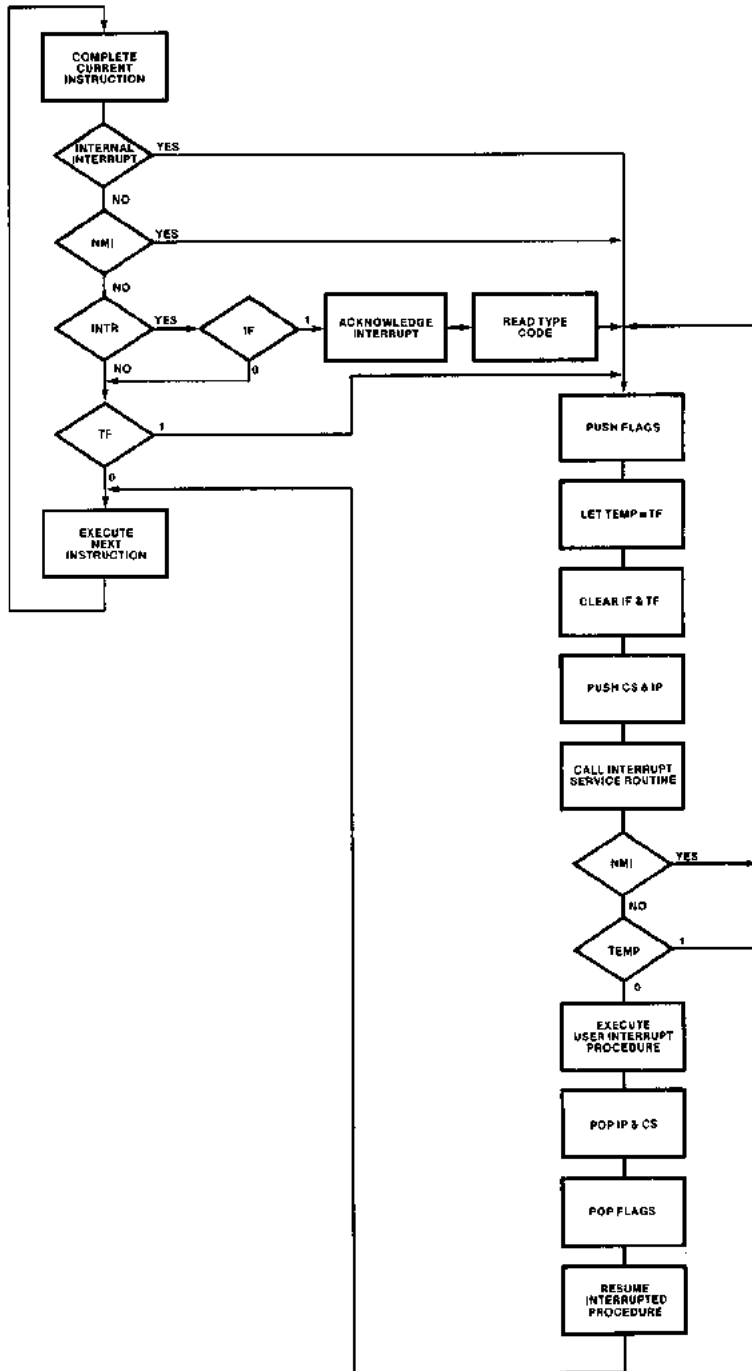 COMPLETE
CURRENT
INSTRUCTION
INTERNAL
INTERRUPT
YES
NO
NMI
YES
NO
INTR
YES
IF
1
ACKNOWLEDGE
INTERRUPT
READ TYPE
CODE
NO
0
TF
1
0
EXECUTE
NEXT
INSTRUCTION
PUSH FLAGS
LET TEMP = TF
CLEAR IF & TF
PUSH CS & IP
CALL INTERRUPT
SERVICE ROUTINE
NMI
YES
NO
TEMP
1
0
EXECUTE
USER INTERRUPT
PROCEDURE
POP IP & CS
POP FLAGS
RESUME
INTERRUPTED
PROCEDURE